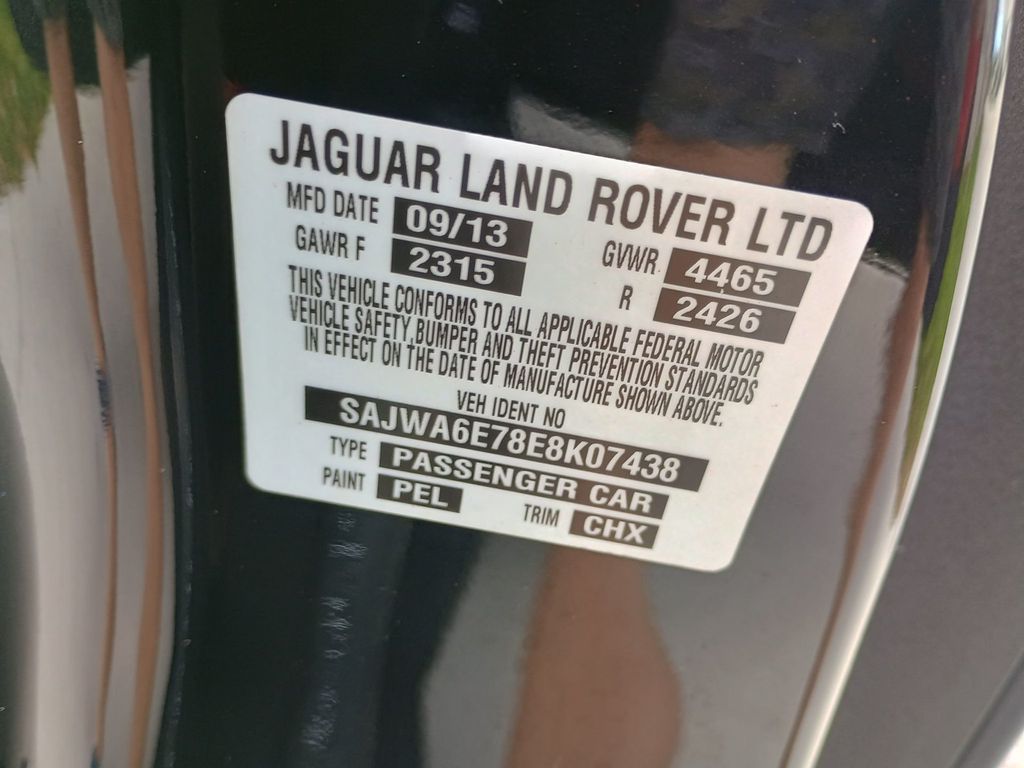 JAGUAR LAND ROVER LTD
MFD DATE 09/13 GVWR 4465
GAWR F 2315 R 2426
THIS VEHICLE CONFORMS TO ALL APPLICABLE FEDERAL MOTOR
VEHICLE SAFETY, BUMPER AND THEFT PREVENTION STANDARDS
IN EFFECT ON THE DATE OF MANUFACTURE SHOWN ABOVE.
VEH IDENT NO
SAJWA6E78E8K07438
TYPE PASSENGER CAR
PAINT PEL TRIM CHX